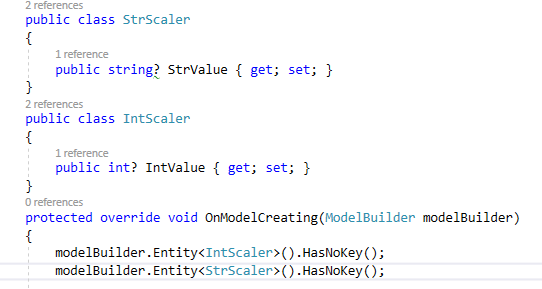 2 references
public class StrScaler
{
1 reference
public string? StrValue { get; set; }
}
2 references
public class IntScaler
{
1 reference
public int? IntValue { get; set; }
}
0 references
protected override void OnModelCreating(ModelBuilder modelBuilder)
{
modelBuilder.Entity<IntScaler>().HasNoKey();
modelBuilder.Entity<StrScaler>().HasNoKey();